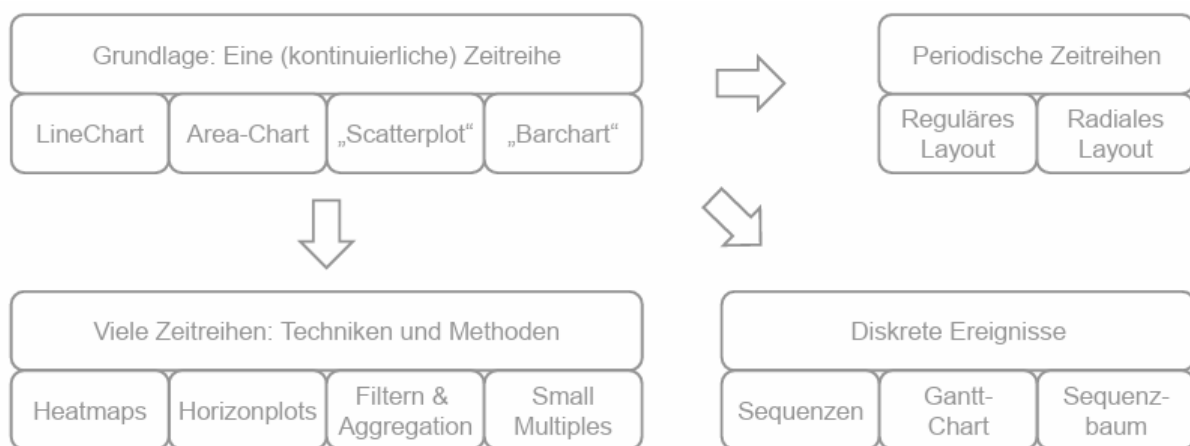 Grundlage: Eine (kontinuierliche) Zeitreihe
LineChart
Area-Chart
„Scatterplot“
„Barchart“
Periodische Zeitreihen
Reguläres
Layout
Radiales
Layout
Viele Zeitreihen: Techniken und Methoden
Heatmaps
Horizonplots
Filtern &
Aggregation
Small
Multiples
Diskrete Ereignisse
Sequenzen
Gantt-
Chart
Sequenz-
baum